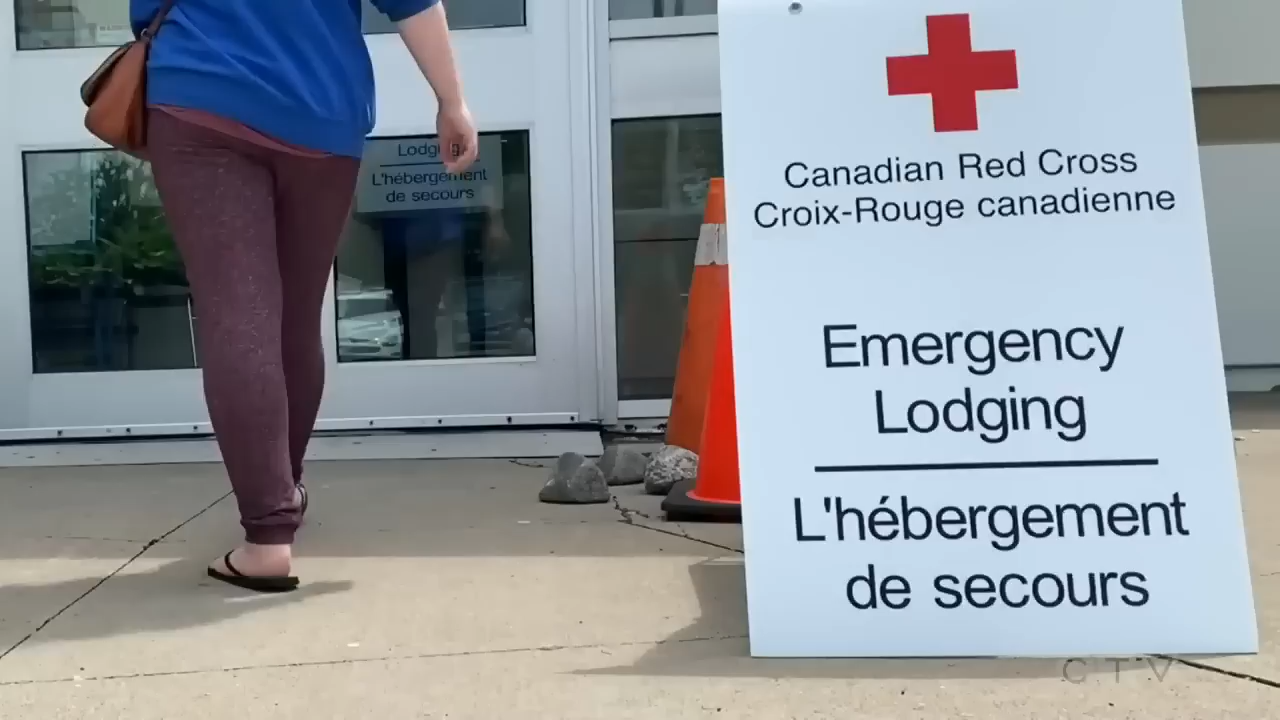 Canadian Red Cross
Croix-Rouge canadienne
Emergency
Lodging
L'hébergement
de secours
Lodging
L'hébergement
de secours
CTV